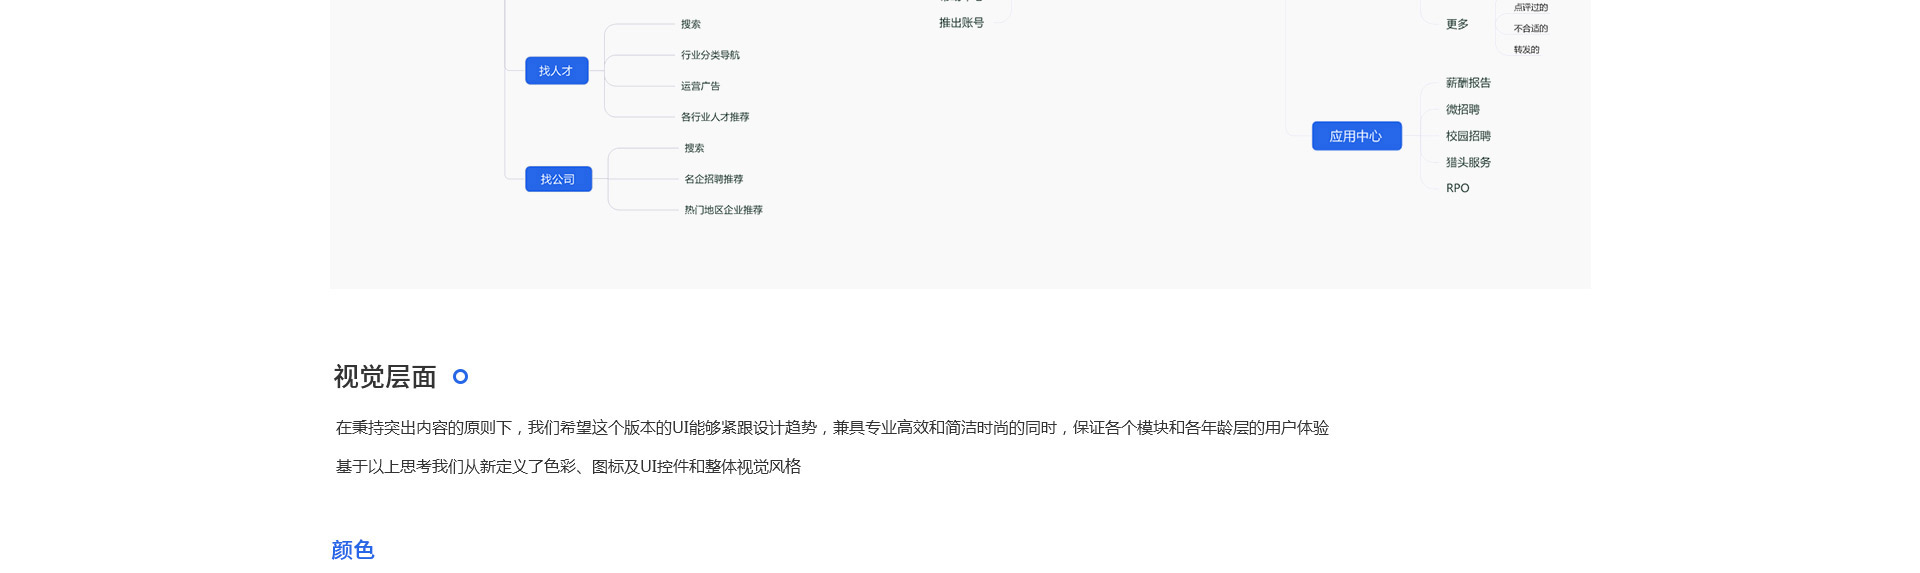 搜索
行业分类导航
找人才
运营广告
各行业人才推荐
搜索
找公司
名企招聘推荐
热门地区企业推荐
推出账号
点评过的
更多
不合适的
转发的
薪酬报告
微招聘
应用中心
校园招聘
猎头服务
RPO
视觉层面
在秉持突出内容的原则下，我们希望这个版本的UI能够紧跟设计趋势，兼具专业高效和简洁时尚的同时，保证各个模块和各年龄层的用户体验
基于以上思考我们从新定义了色彩、图标及UI控件和整体视觉风格
颜色